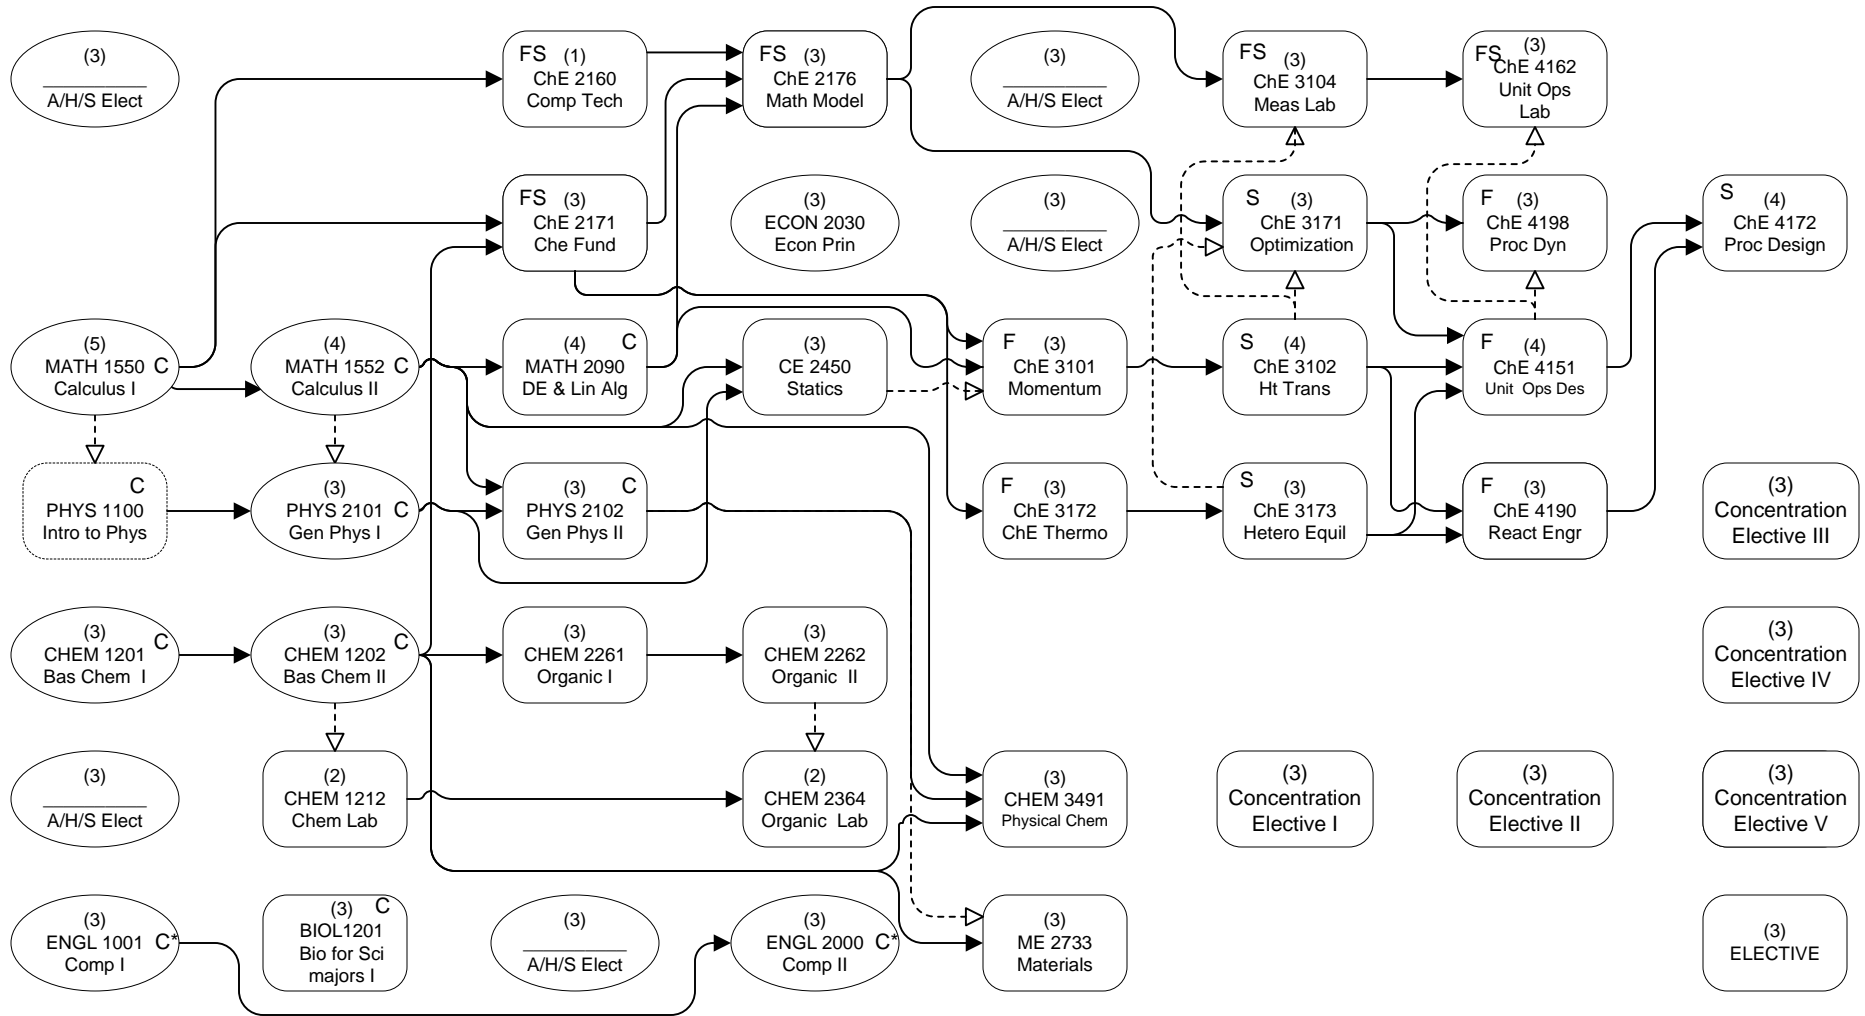 (3)
A/H/S Elect
FS (1)
ChE 2160
Comp Tech
FS (3)
ChE 2176
Math Model
(3)
A/H/S Elect
FS (3)
ChE 3104
Meas Lab
FS (3)
ChE 4162
Unit Ops
Lab
FS (3)
ChE 2171
Che Fund
(3)
ECON 2030
Econ Prin
(3)
A/H/S Elect
S (3)
ChE 3171
Optimization
F (3)
ChE 4198
Proc Dyn
S (4)
ChE 4172
Proc Design
(5)
MATH 1550 C
Calculus I
(4)
MATH 1552 C
Calculus II
(4) C
MATH 2090
DE & Lin Alg
(3)
CE 2450
Statics
F (3)
ChE 3101
Momentum
S (4)
ChE 3102
Ht Trans
F (4)
ChE 4151
Unit Ops Des
C
PHYS 1100
Intro to Phys
(3)
PHYS 2101 C
Gen Phys I
(3) C
PHYS 2102
Gen Phys II
F (3)
ChE 3172
ChE Thermo
S (3)
ChE 3173
Hetero Equil
F (3)
ChE 4190
React Engr
(3)
Concentration
Elective III
(3)
CHEM 1201 C
Bas Chem I
(3)
CHEM 1202 C
Bas Chem II
(3)
CHEM 2261
Organic I
(3)
CHEM 2262
Organic II
(3)
Concentration
Elective IV
(3)
A/H/S Elect
(2)
CHEM 1212
Chem Lab
(2)
CHEM 2364
Organic Lab
(3)
CHEM 3491
Physical Chem
(3)
Concentration
Elective I
(3)
Concentration
Elective II
(3)
Concentration
Elective V
(3)
ENGL 1001 C*
Comp I
(3) C
BIOL1201
Bio for Sci
majors I
(3)
A/H/S Elect
(3)
ENGL 2000 C*
Comp II
(3)
ME 2733
Materials
(3)
ELECTIVE